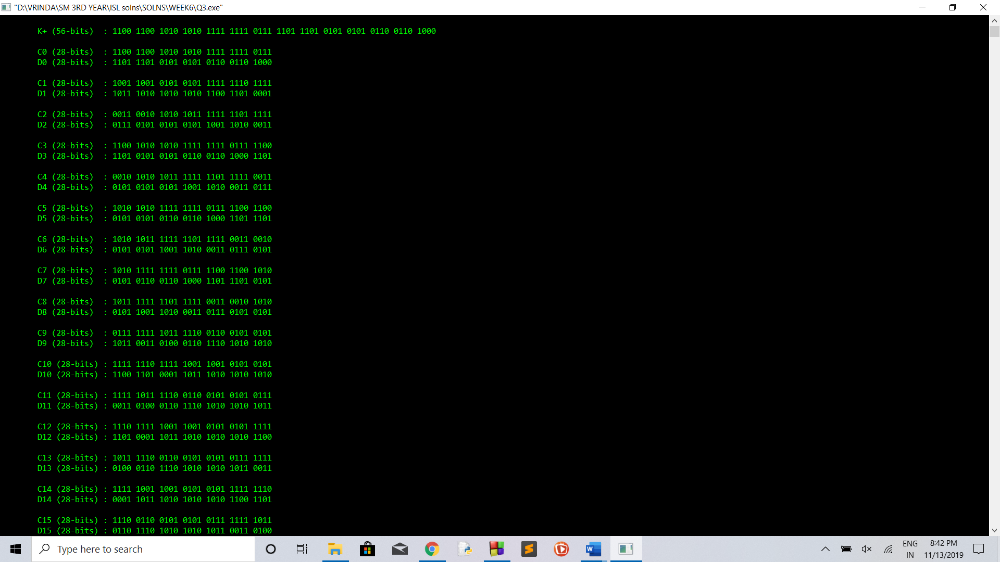 "D:\VRINDA\SM 3RD YEAR\ISL solns\SOLNS\WEEK6\Q3.exe"
K+ (56-bits) : 1100 1100 1010 1010 1111 1111 0111 1101 1101 0101 0101 0110 0110 1000
C0 (28-bits) : 1100 1100 1010 1010 1111 1111 0111
D0 (28-bits) : 1101 1101 0101 0101 0110 0110 1000
C1 (28-bits) : 1001 1001 0101 0101 1111 1110 1111
D1 (28-bits) : 1011 1010 1010 1010 1100 1101 0001
C2 (28-bits) : 0011 0010 1010 1011 1111 1101 1111
D2 (28-bits) : 0111 0101 0101 0101 1001 1010 0011
C3 (28-bits) : 1100 1010 1010 1111 1111 0111 1100
D3 (28-bits) : 1101 0101 0101 0110 0110 1000 1101
C4 (28-bits) : 0010 1010 1011 1111 1101 1111 0011
D4 (28-bits) : 0101 0101 0101 1001 1010 0011 0111
C5 (28-bits) : 1010 1010 1111 1111 0111 1100 1100
D5 (28-bits) : 0101 0101 0110 0110 1000 1101 1101
C6 (28-bits) : 1010 1011 1111 1101 1111 0011 0010
D6 (28-bits) : 0101 0101 1001 1010 0011 0111 0101
C7 (28-bits) : 1010 1111 1111 0111 1100 1100 1010
D7 (28-bits) : 0101 0110 0110 1000 1101 1101 0101
C8 (28-bits) : 1011 1111 1101 1111 0011 0010 1010
D8 (28-bits) : 0101 1001 1010 0011 0111 0101 0101
C9 (28-bits) : 0111 1111 1011 1110 0110 0101 0101
D9 (28-bits) : 1011 0011 0100 0110 1110 1010 1010
C10 (28-bits) : 1111 1110 1111 1001 1001 0101 0101
D10 (28-bits) : 1100 1101 0001 1011 1010 1010 1010
C11 (28-bits) : 1111 1011 1110 0110 0101 0101 0111
D11 (28-bits) : 0011 0100 0110 1110 1010 1010 1011
C12 (28-bits) : 1110 1111 1001 1001 0101 0101 1111
D12 (28-bits) : 1101 0001 1011 1010 1010 1010 1100
C13 (28-bits) : 1011 1110 0110 0101 0101 0111 1111
D13 (28-bits) : 0100 0110 1110 1010 1010 1011 0011
C14 (28-bits) : 1111 1001 1001 0101 0101 1111 1110
D14 (28-bits) : 0001 1011 1010 1010 1010 1100 1101
C15 (28-bits) : 1110 0110 0101 0101 0111 1111 1011
D15 (28-bits) : 0110 1110 1010 1010 1011 0011 0100
Type here to search
ENG
IN
8:42 PM
11/13/2019